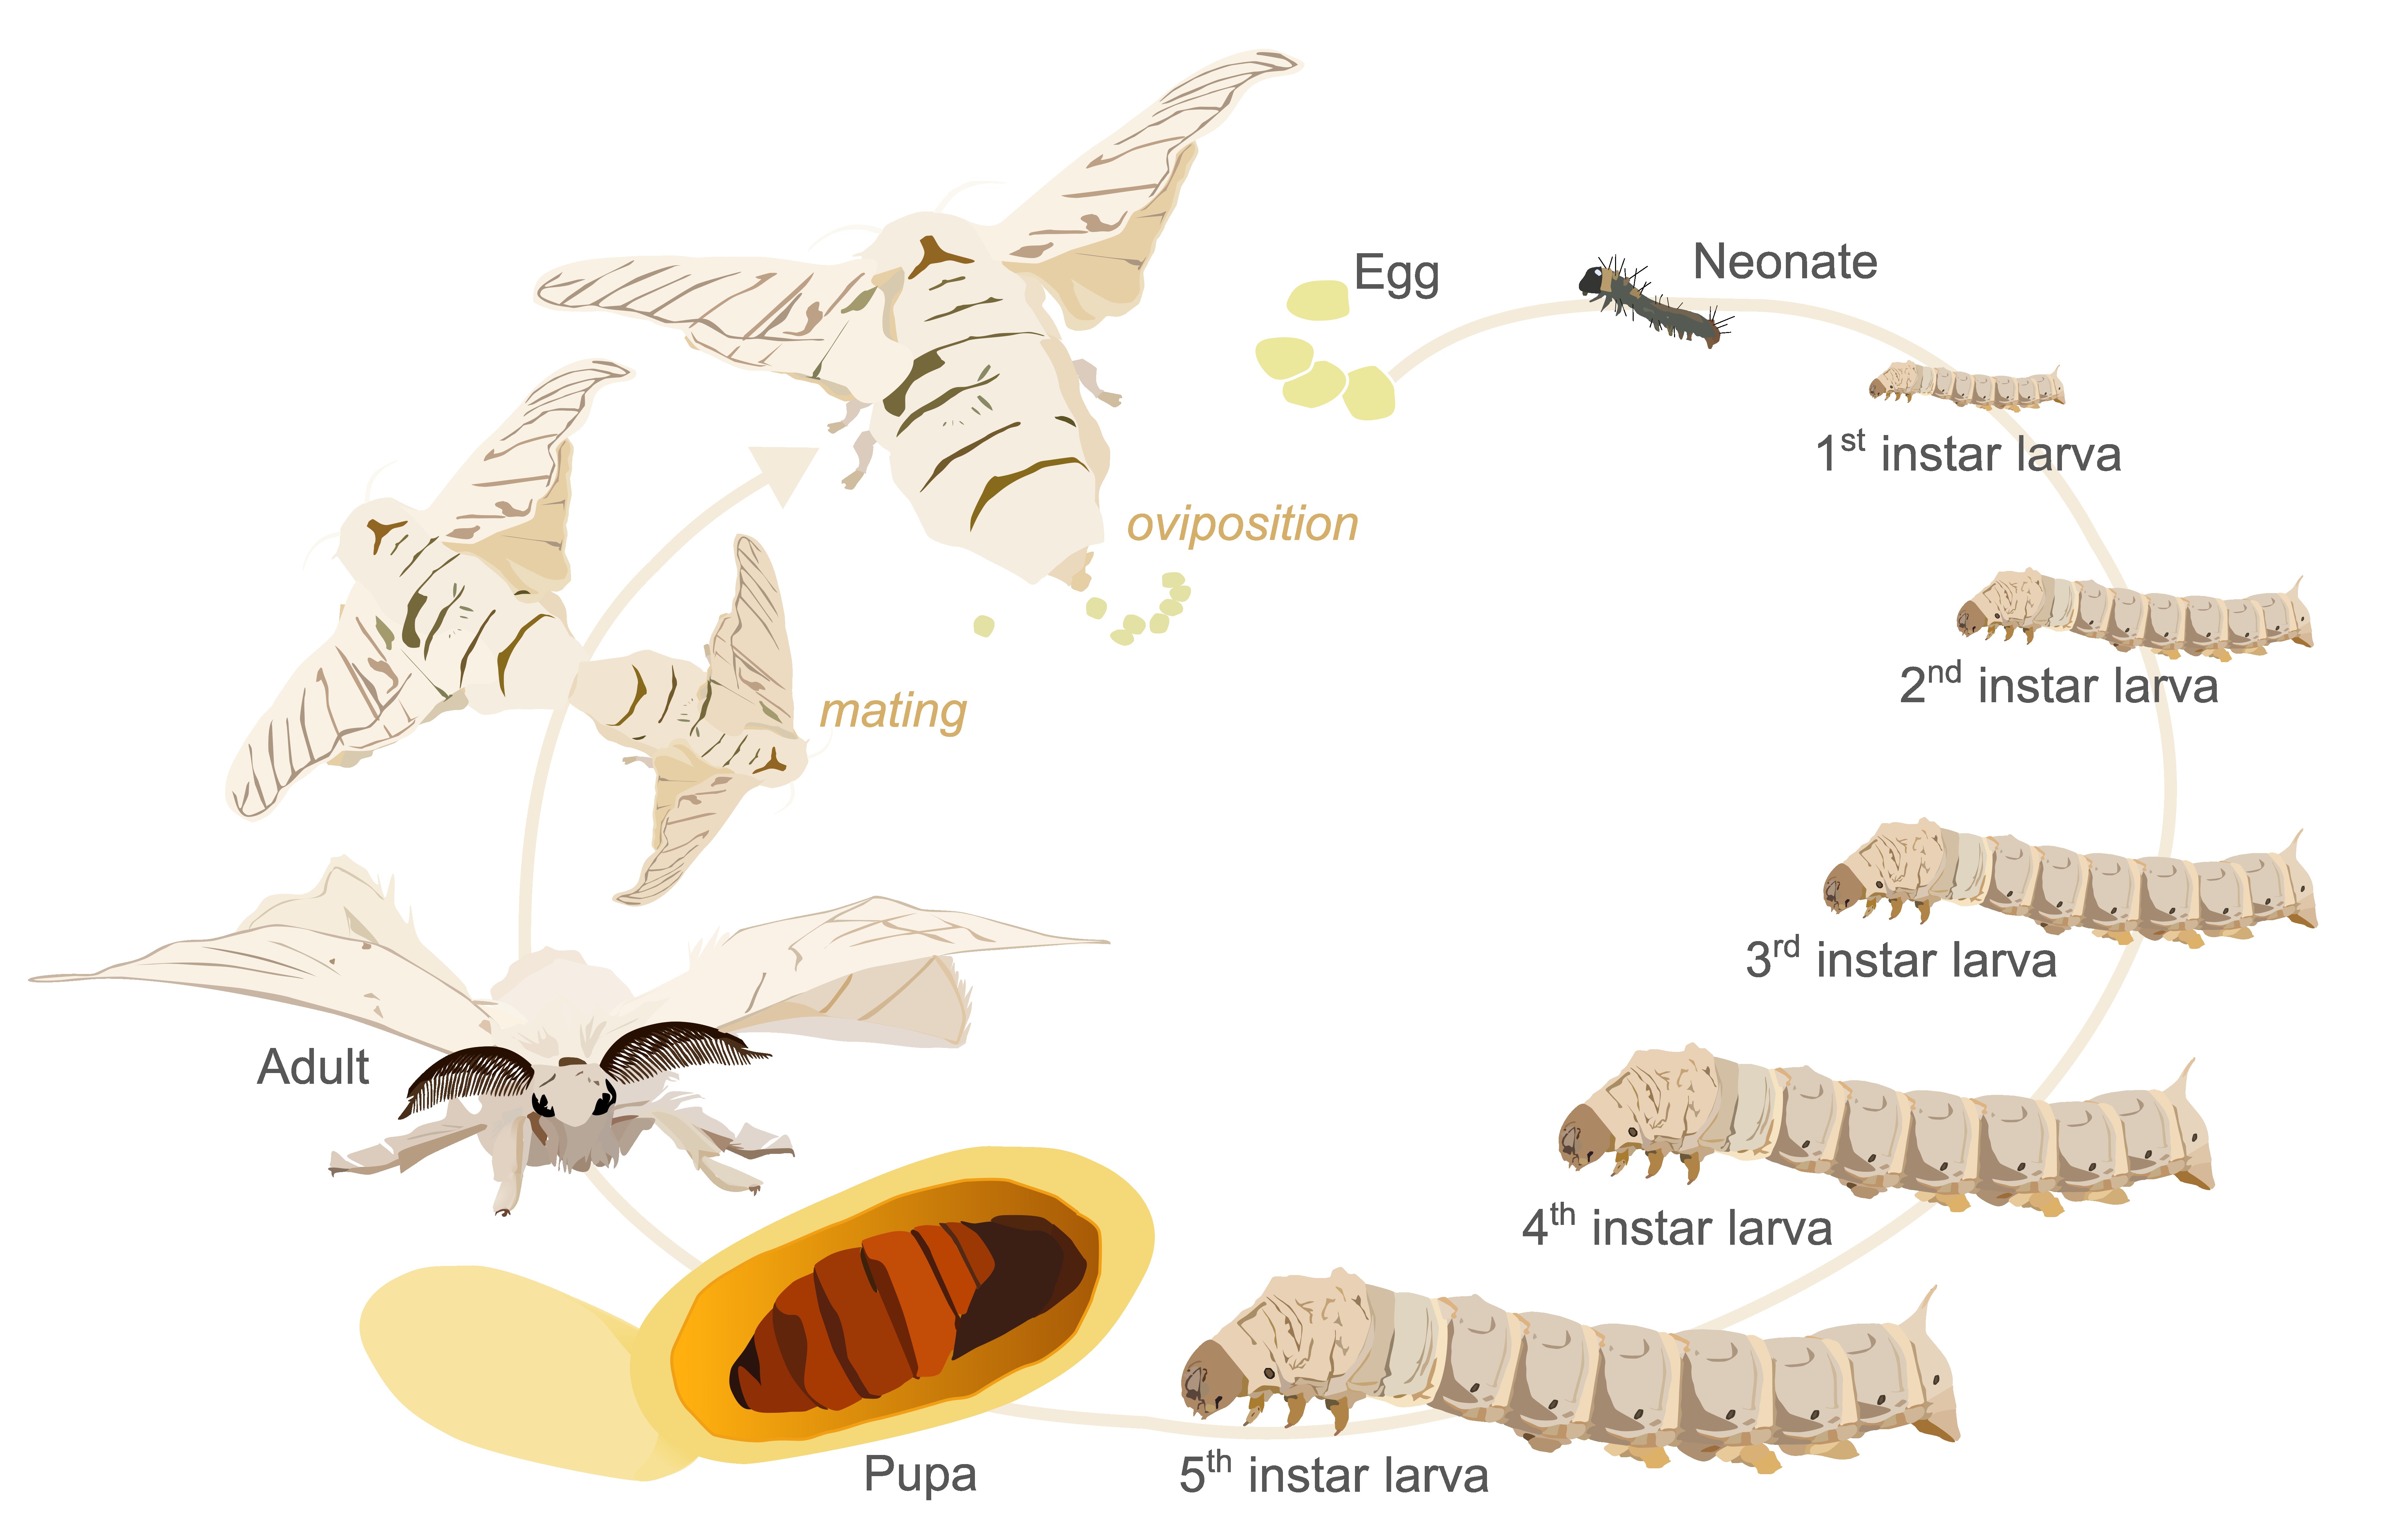 Egg
Neonate
1st instar larva
2nd instar larva
3rd instar larva
4th instar larva
5th instar larva
Pupa
Adult
mating
oviposition